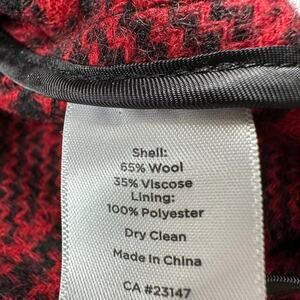 Shell:
65% Wool
35% Viscose
Lining:
100% Polyester
Dry Clean
Made In China
CA #23147